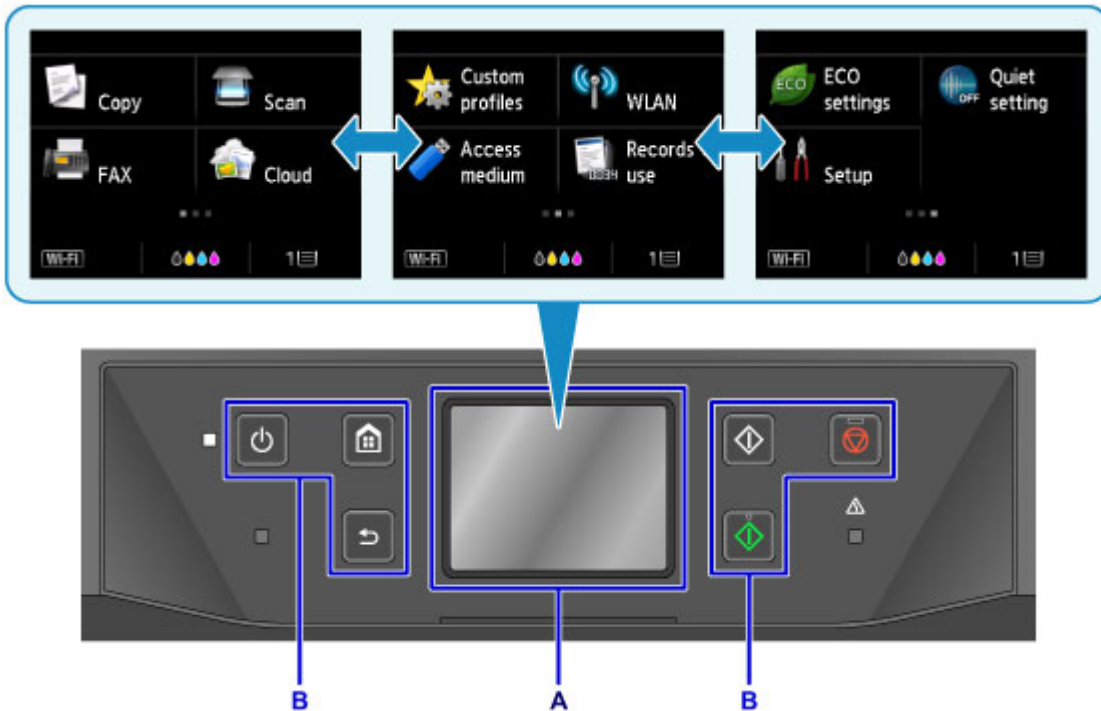 Copy
Scan
FAX
Cloud
Wi-Fi
1
Custom
profiles
WLAN
Access
medium
Records
use
Wi-Fi
1
ECO
ECO
settings
OFF
Quiet
setting
Setup
Wi-Fi
1
B
A
B